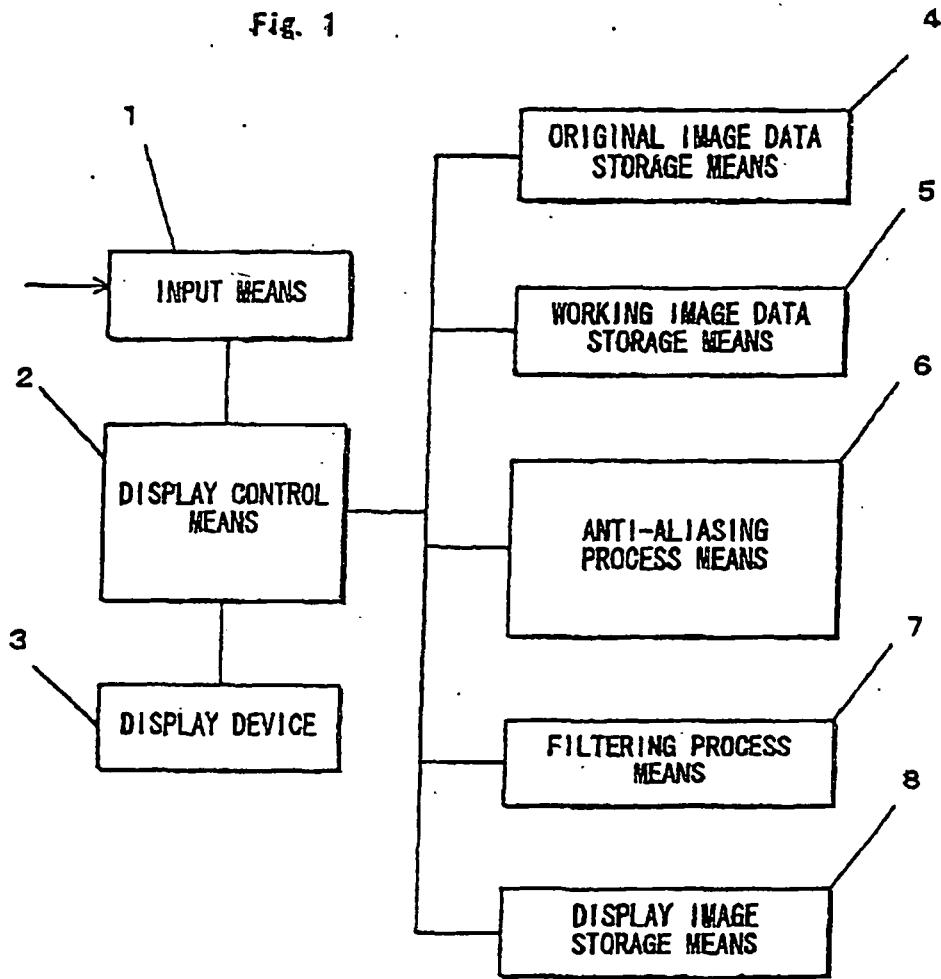 Fig. 1
4
1
ORIGINAL IMAGE DATA
STORAGE MEANS
5
INPUT MEANS
WORKING IMAGE DATA
STORAGE MEANS
2
6
DISPLAY CONTROL
MEANS
ANTI-ALIASING
PROCESS MEANS
3
7
DISPLAY DEVICE
FILTERING PROCESS
MEANS
8
DISPLAY IMAGE
STORAGE MEANS